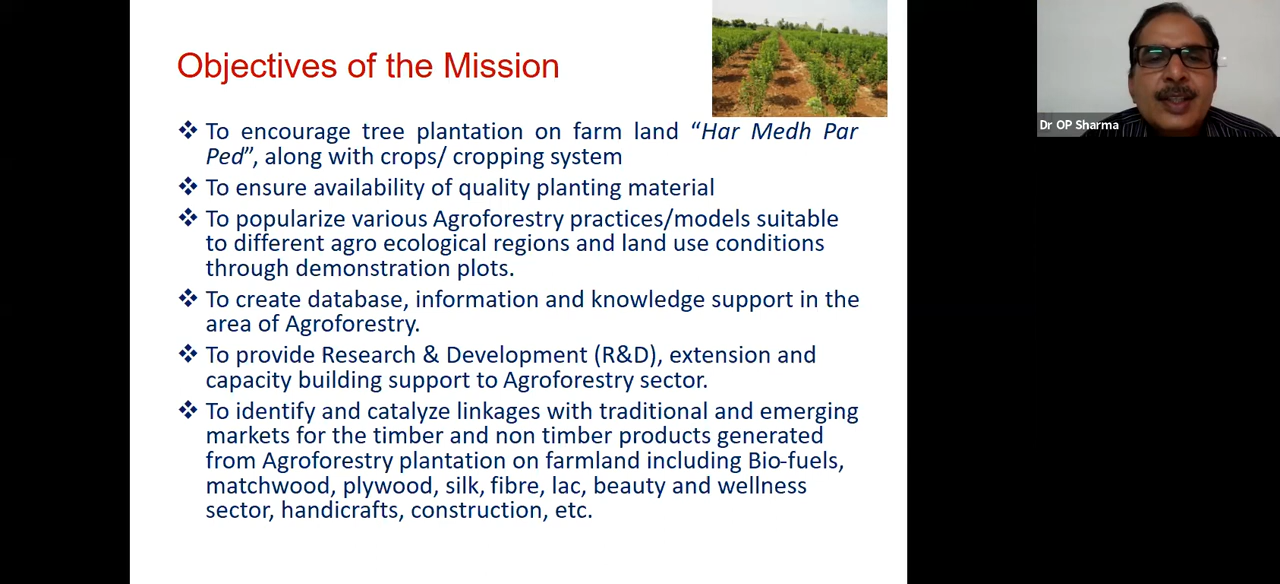 Objectives of the Mission
❖ To encourage tree plantation on farm land “Har Medh Par
Ped”, along with crops/ cropping system
❖ To ensure availability of quality planting material
❖ To popularize various Agroforestry practices/models suitable
to different agro ecological regions and land use conditions
through demonstration plots.
❖ To create database, information and knowledge support in the
area of Agroforestry.
❖ To provide Research & Development (R&D), extension and
capacity building support to Agroforestry sector.
❖ To identify and catalyze linkages with traditional and emerging
markets for the timber and non timber products generated
from Agroforestry plantation on farmland including Bio-fuels,
matchwood, plywood, silk, fibre, lac, beauty and wellness
sector, handicrafts, construction, etc.
Dr OP Sharma